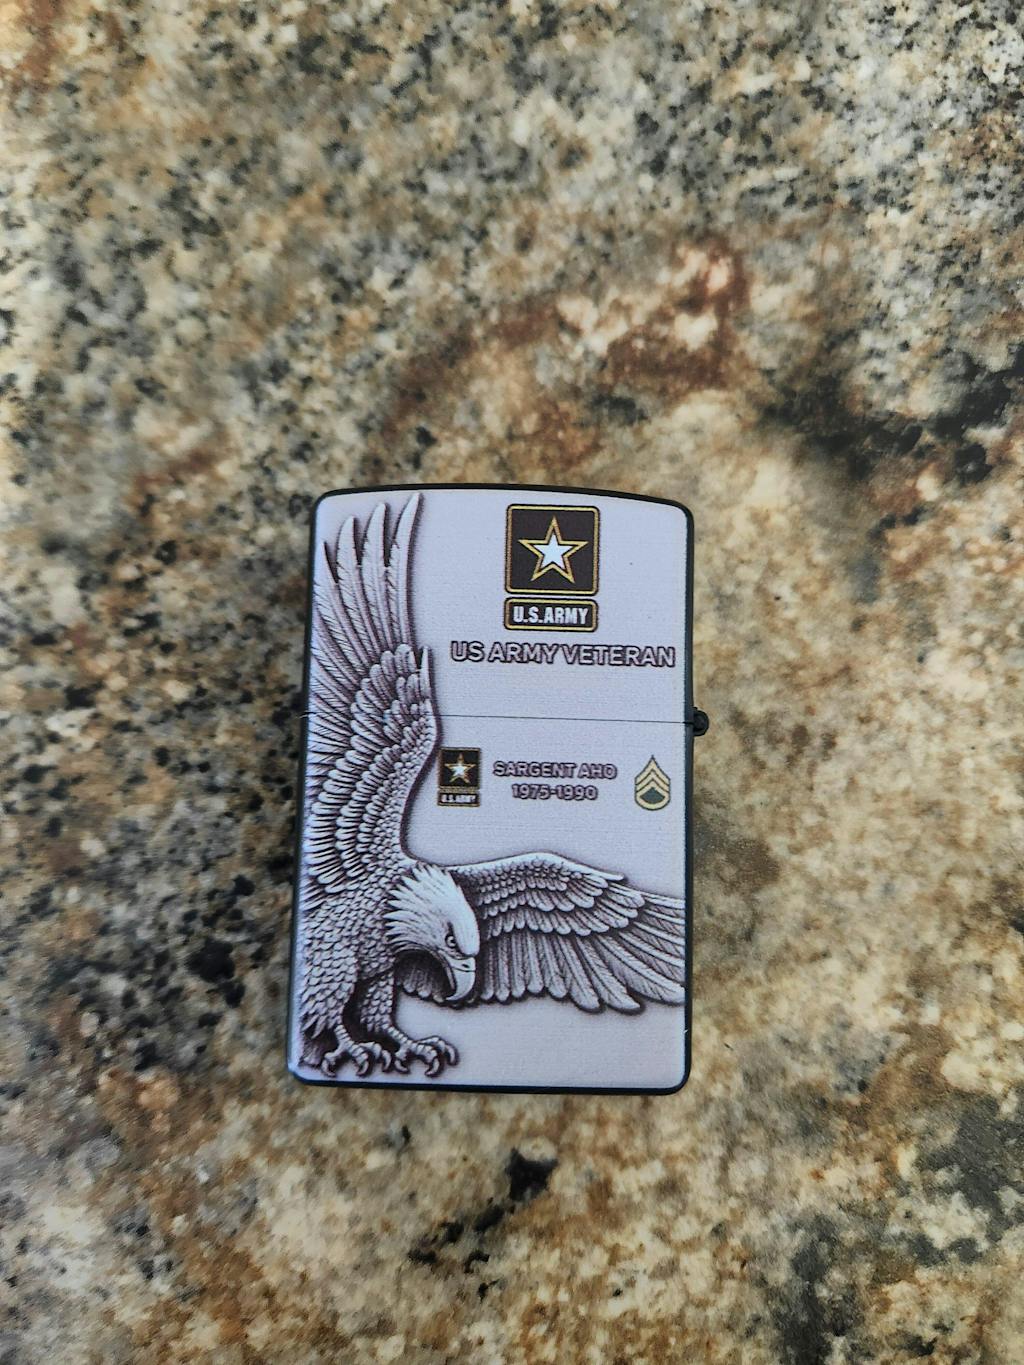 U.S.ARMY
US ARMY VETERAN
U.S.ARMY
SARGENT AHO
1975-1990